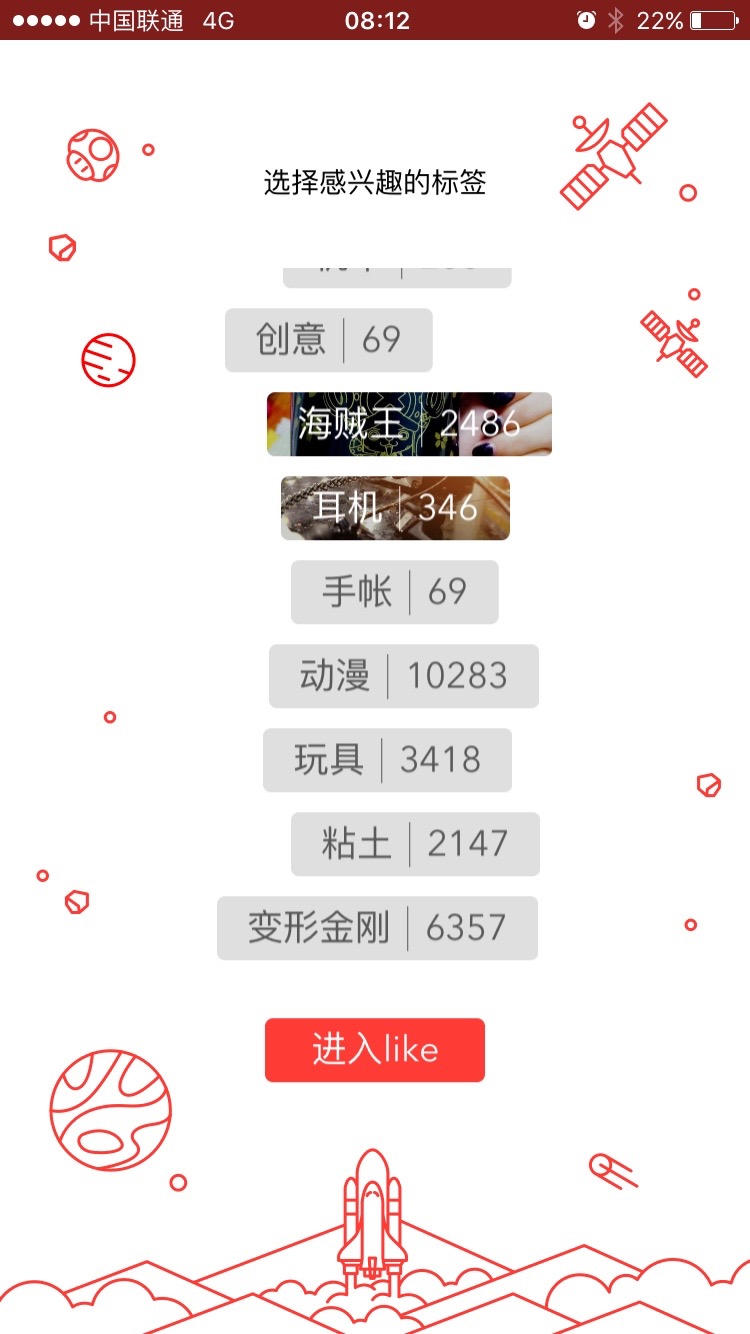 中国联通 4G 08:12 22%
选择感兴趣的标签
创意 69
海贼王 2486
耳机 346
手帐 69
动漫 10283
玩具 3418
粘土 2147
变形金刚 6357
进入like